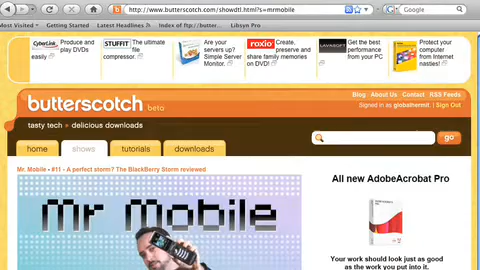 http://www.butterscotch.com/showdtl.html?s=mrmobile
Most Visited Getting Started Latest Headlines Index of ftp://butter... Libsyn Pro
CyberLink Produce and play DVDs easily
STUFFIT The ultimate file compressor.
Are your servers up? Simple Server Monitor.
roxio Create, preserve and share family memories on DVD!
LAVASOFT Get the best performance from your PC
Protect your computer from Internet nasties!
butterscotch beta
Blog About Us Contact RSS Feeds
Signed in as globalhermit. | Sign Out
tasty tech » delicious downloads
home shows tutorials downloads
go
Mr. Mobile • #11 - A perfect storm? The BlackBerry Storm reviewed
Mr Mobile
All new AdobeAcrobat Pro
Your work should look just as good
as the work you put into it.